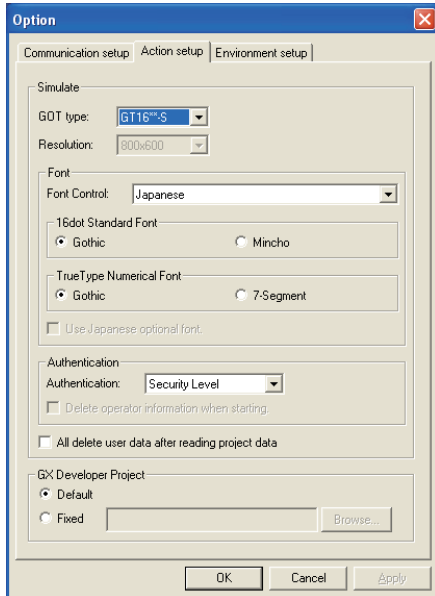 Option
Communication setup Action setup Environment setup
Simulate
GOT type: GT16**-S
Resolution: 800x600
Font
Font Control: Japanese
16dot Standard Font
Gothic Mincho
TrueType Numerical Font
Gothic 7-Segment
Use Japanese optional font.
Authentication
Authentication: Security Level
Delete operator information when starting.
All delete user data after reading project data
GX Developer Project
Default
Fixed Browse...
OK Cancel Apply